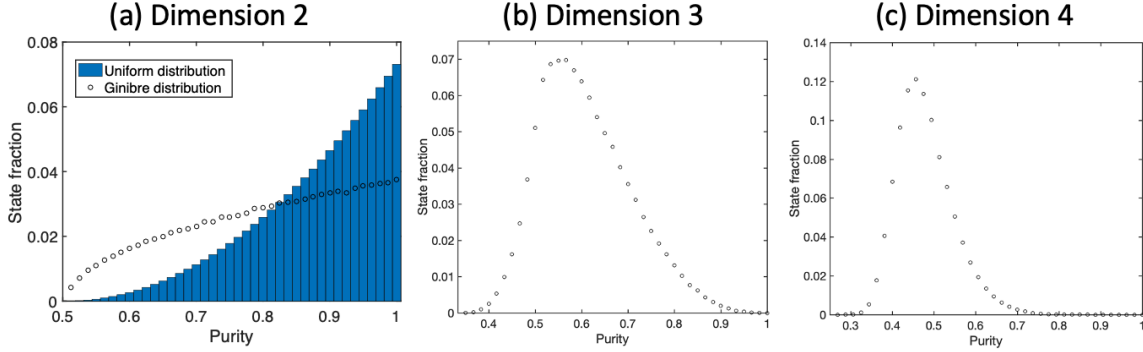 (a) Dimension 2
0.08
0.06
0.04
0.02
0
0.5 0.6 0.7 0.8 0.9 1
State fraction
Purity
Uniform distribution
Ginibre distribution
(b) Dimension 3
0.07
0.06
0.05
0.04
0.03
0.02
0.01
0
0.4 0.5 0.6 0.7 0.8 0.9 1
State fraction
Purity
(c) Dimension 4
0.14
0.12
0.1
0.08
0.06
0.04
0.02
0
0.3 0.4 0.5 0.6 0.7 0.8 0.9 1
State fraction
Purity